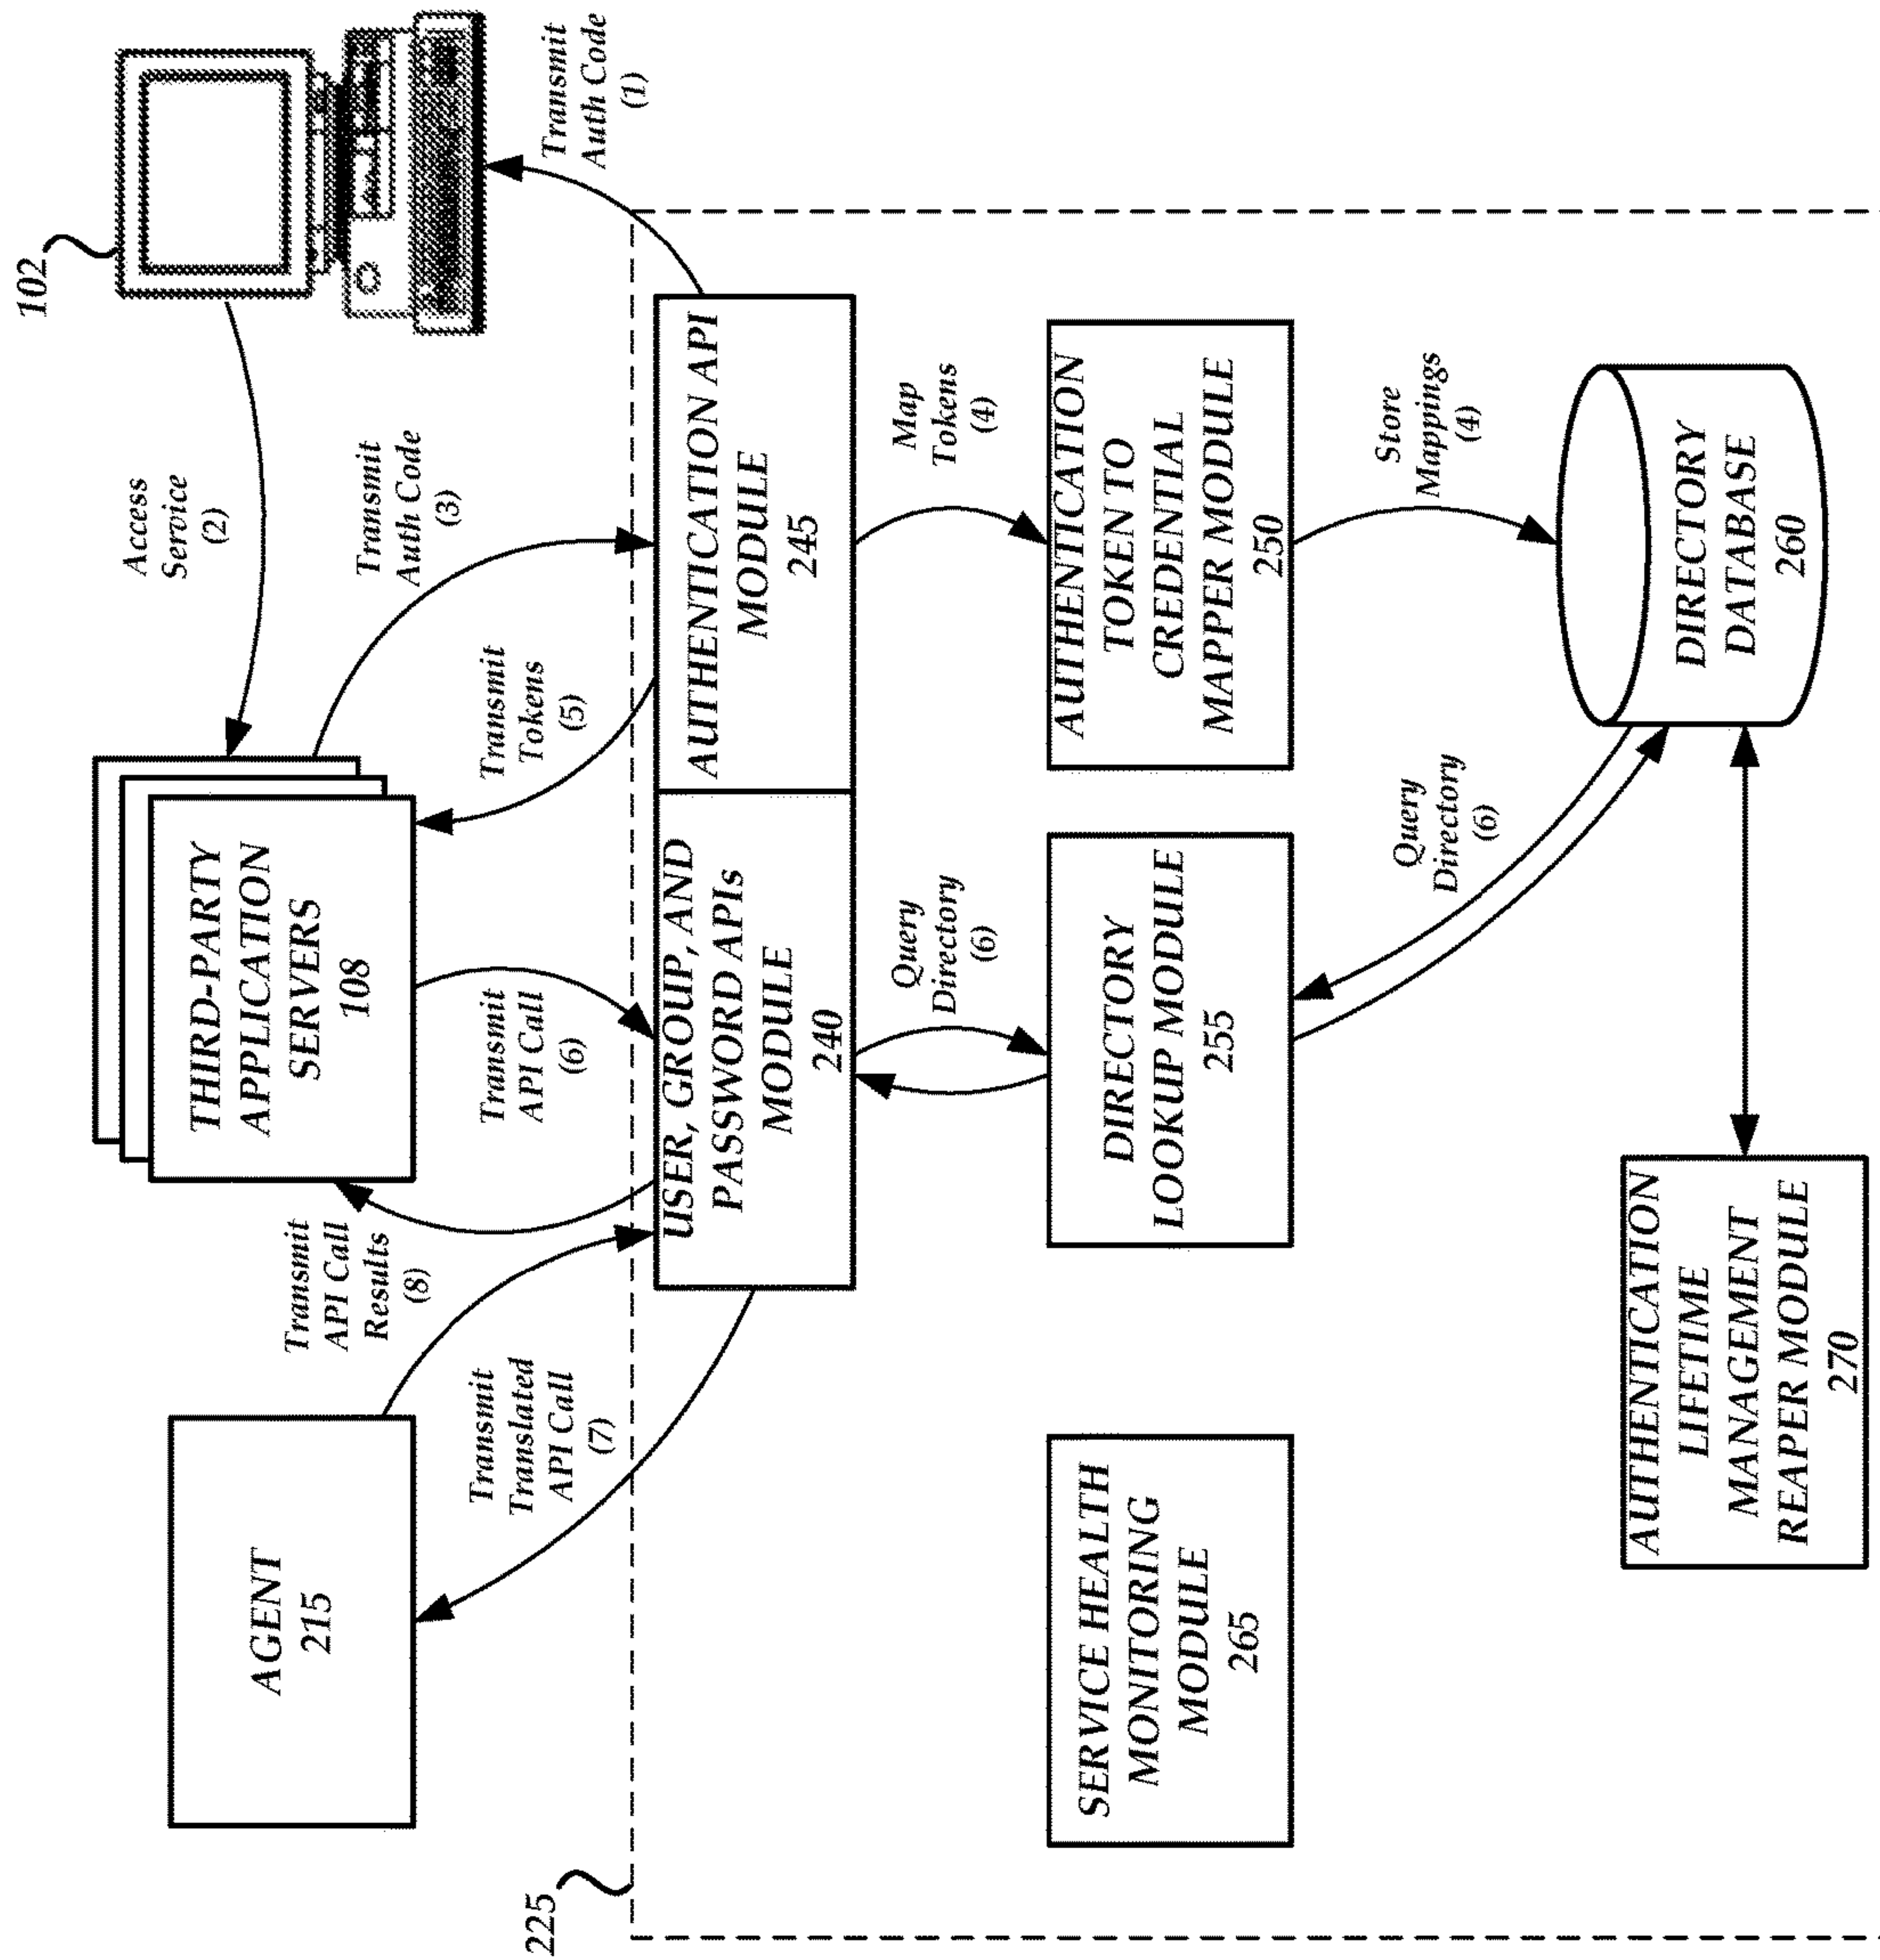 102
Transmit
Auth Code
(1)
Access
Service
(2)
Transmit
Auth Code
(3)
Transmit
Tokens
(5)
THIRD-PARTY
APPLICATION
SERVERS
108
Transmit
API Call
(6)
Transmit
API Call
Results
(8)
AGENT
215
Transmit
Translated
API Call
(7)
225
AUTHENTICATION API
MODULE
245
USER, GROUP, AND
PASSWORD APIs
MODULE
240
Map
Tokens
(4)
Query
Directory
(6)
AUTHENTICATION
TOKEN TO
CREDENTIAL
MAPPER MODULE
250
DIRECTORY
LOOKUP MODULE
255
SERVICE HEALTH
MONITORING
MODULE
265
Store
Mappings
(4)
Query
Directory
(6)
DIRECTORY
DATABASE
260
AUTHENTICATION
LIFETIME
MANAGEMENT
REAPER MODULE
270